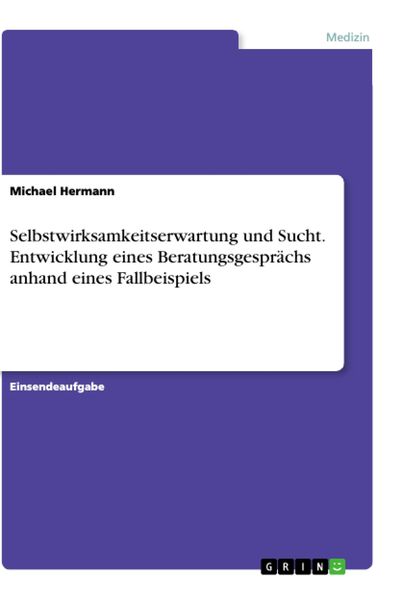 Medizin
Michael Hermann
Selbstwirksamkeitserwartung und Sucht.
Entwicklung eines Beratungsgesprächs
anhand eines Fallbeispiels
Einsendeaufgabe
GRIN